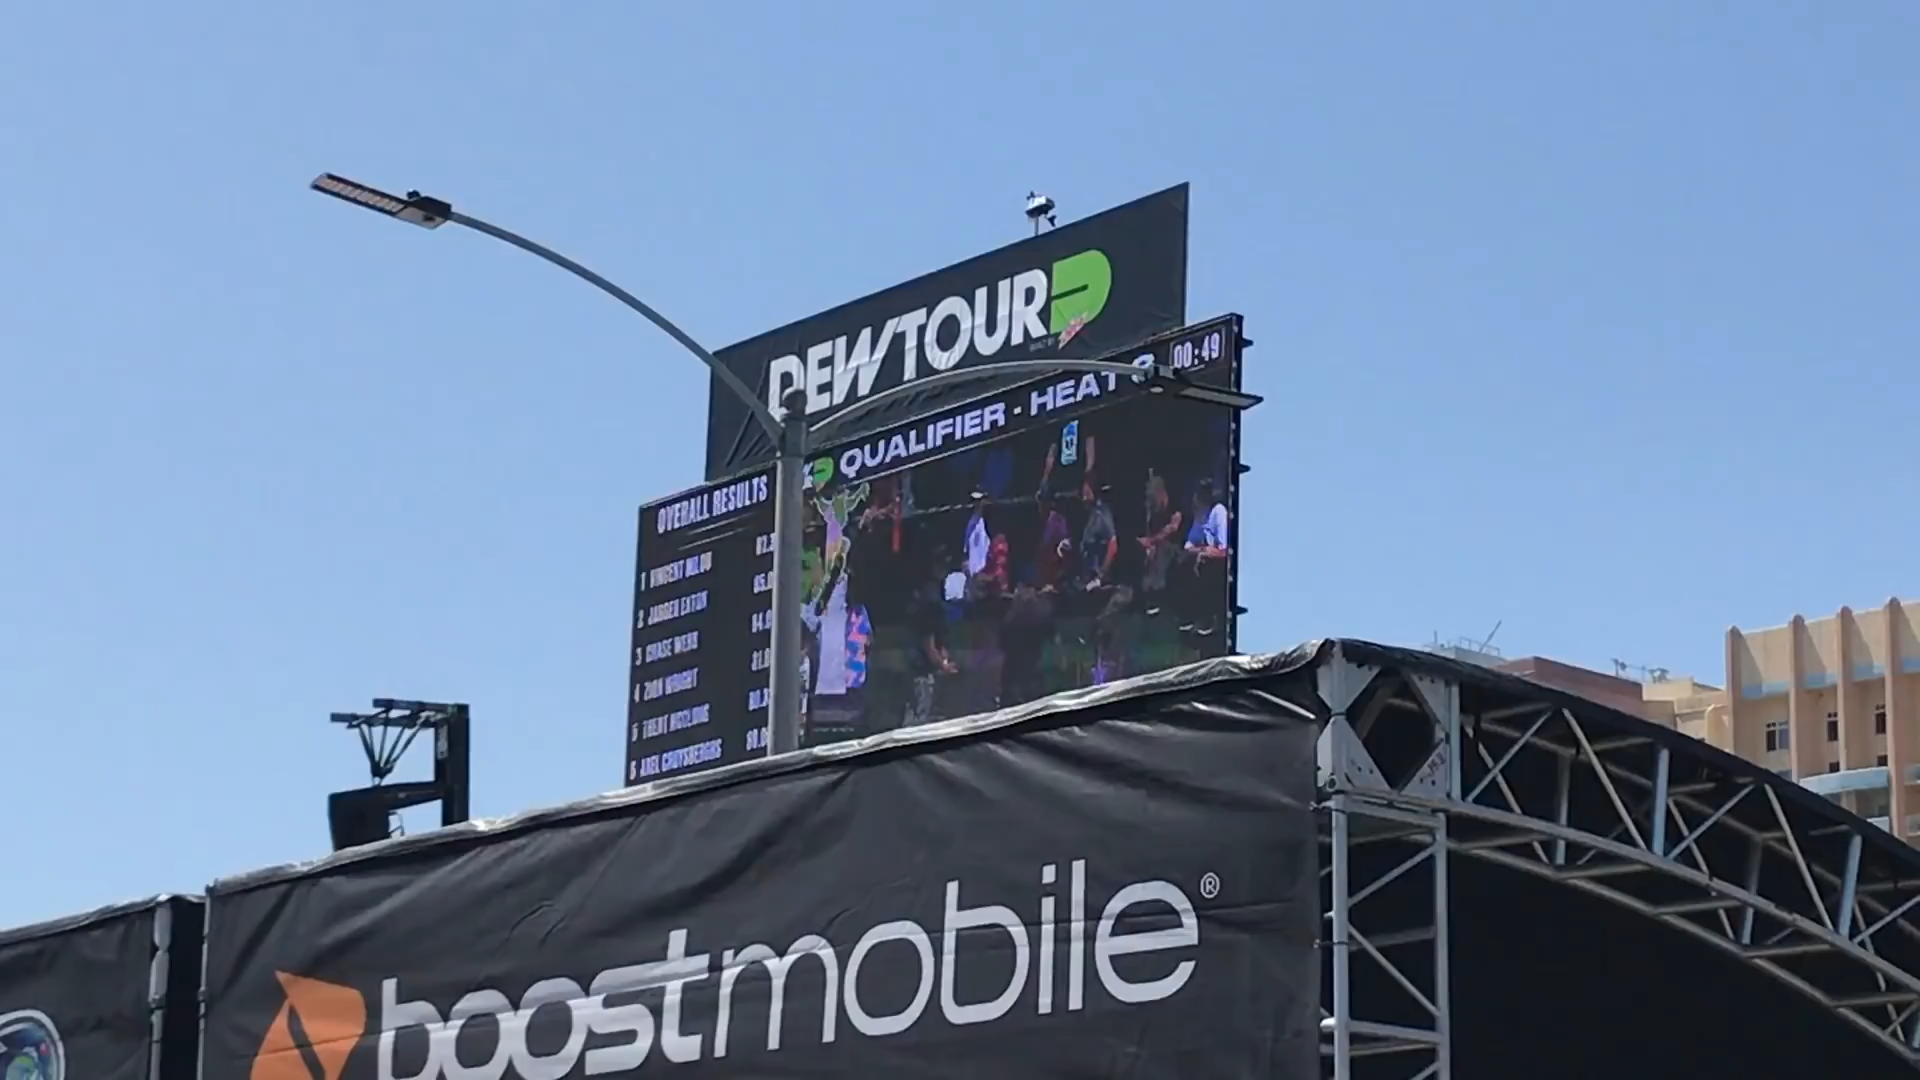 DEWTOUR
00:49
QUALIFIER - HEAT
OVERALL RESULTS
1 VINCENT MILOU
2 JAGGER EATON
3 CHASE WEBB
4 ZION WRIGHT
5 TRENT MCCLUNG
6 AXEL CRUYSBERGHS
boostmobile®